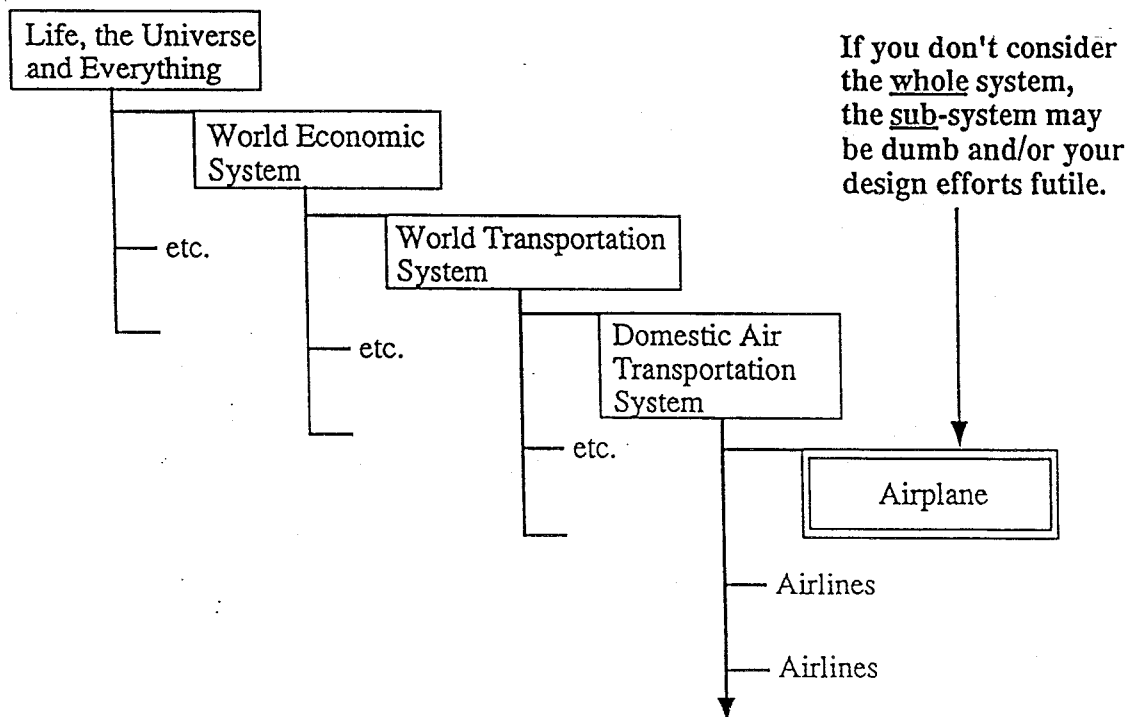 Life, the Universe
and Everything
If you don't consider
the whole system,
the sub-system may
be dumb and/or your
design efforts futile.
World Economic
System
etc.
World Transportation
System
etc.
Domestic Air
Transportation
System
etc.
Airplane
Airlines
Airlines